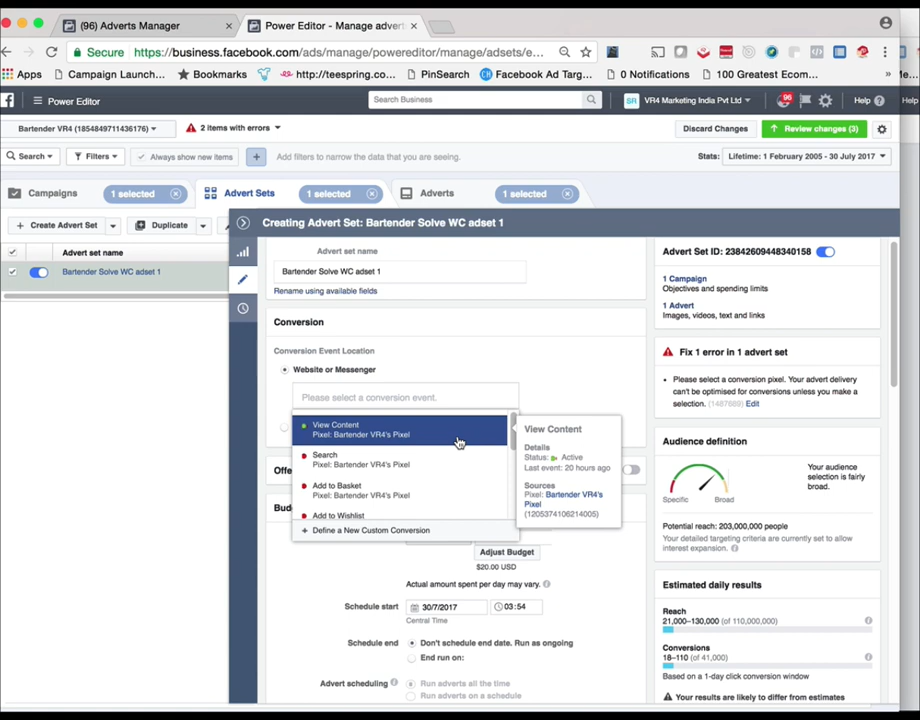 (96) Adverts Manager
Power Editor - Manage advert
Secure
https://business.facebook.com/ads/manage/powereditor/manage/adsets/e...
Apps
Campaign Launch...
Bookmarks
http://teespring.co...
PinSearch
Facebook Ad Targ...
0 Notifications
100 Greatest Ecom...
»
Power Editor
Search Business
SR
VR4 Marketing India Pvt Ltd
96
Help
Help
Bartender VR4 (1854849711436176)
2 items with errors
Discard Changes
Review changes (3)
Search
Filters
Always show new items
+
Add filters to narrow the data that you are seeing.
Stats:
Lifetime: 1 February 2005 - 30 July 2017
Campaigns
1 selected
Advert Sets
1 selected
Adverts
1 selected
+ Create Advert Set
Duplicate
Creating Advert Set: Bartender Solve WC adset 1
Advert set name
Bartender Solve WC adset 1
Advert set name
Bartender Solve WC adset 1
Rename using available fields
Conversion
Conversion Event Location
Website or Messenger
Please select a conversion event.
View Content
Pixel: Bartender VR4's Pixel
Search
Pixel: Bartender VR4's Pixel
Add to Basket
Pixel: Bartender VR4's Pixel
Add to Wishlist
+ Define a New Custom Conversion
View Content
Details
Status: Active
Last event: 20 hours ago
Sources
Pixel: Bartender VR4's
Pixel
(1205374106214005)
Offe
Bud
Adjust Budget
$20.00 USD
Actual amount spent per day may vary.
Schedule start
30/7/2017
03:54
Central Time
Schedule end
Don't schedule end date. Run as ongoing
End run on:
Advert scheduling
Run adverts all the time
Run adverts on a schedule
Advert Set ID: 23842609448340158
1 Campaign
Objectives and spending limits
1 Advert
Images, videos, text and links
Fix 1 error in 1 advert set
Please select a conversion pixel. Your advert delivery
can't be optimised for conversions unless you make a
selection. (1487889) Edit
Audience definition
Specific
Broad
Your audience
selection is fairly
broad.
Potential reach: 203,000,000 people
Your detailed targeting criteria are currently set to allow
interest expansion.
Estimated daily results
Reach
21,000–130,000 (of 110,000,000)
Conversions
18–110 (of 41,000)
Based on a 1-day click conversion window
Your results are likely to differ from estimates